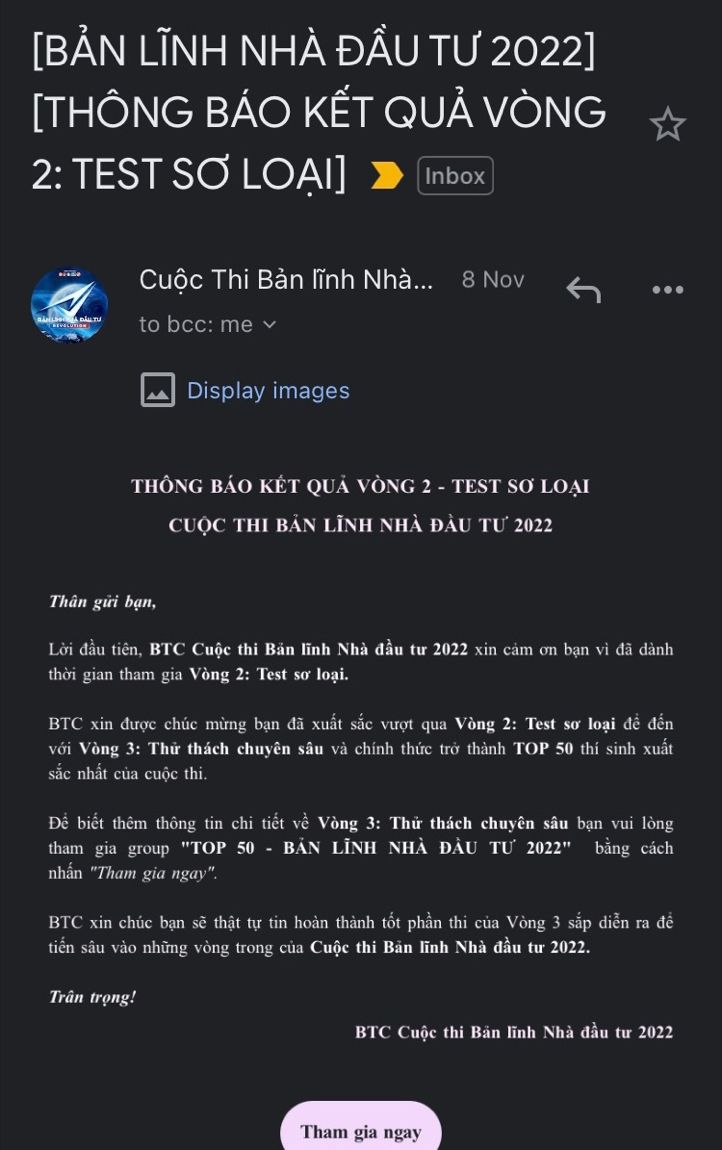 [BẢN LĨNH NHÀ ĐẦU TƯ 2022]
[THÔNG BÁO KẾT QUẢ VÒNG
2: TEST SƠ LOẠI]
Inbox
Cuộc Thi Bản lĩnh Nhà... 8 Nov
to bcc: me
BẢN LĨNH NHÀ ĐẦU TƯ
REVOLUTION
Display images
THÔNG BÁO KẾT QUẢ VÒNG 2 - TEST SƠ LOẠI
CUỘC THI BẢN LĨNH NHÀ ĐẦU TƯ 2022
Thân gửi bạn,
Lời đầu tiên, BTC Cuộc thi Bản lĩnh Nhà đầu tư 2022 xin cảm ơn bạn vì đã dành
thời gian tham gia Vòng 2: Test sơ loại.
BTC xin được chúc mừng bạn đã xuất sắc vượt qua Vòng 2: Test sơ loại để đến
với Vòng 3: Thử thách chuyên sâu và chính thức trở thành TOP 50 thí sinh xuất
sắc nhất của cuộc thi.
Để biết thêm thông tin chi tiết về Vòng 3: Thử thách chuyên sâu bạn vui lòng
tham gia group "TOP 50 - BẢN LĨNH NHÀ ĐẦU TƯ 2022" bằng cách
nhấn "Tham gia ngay".
BTC xin chúc bạn sẽ thật tự tin hoàn thành tốt phần thi của Vòng 3 sắp diễn ra để
tiến sâu vào những vòng trong của Cuộc thi Bản lĩnh Nhà đầu tư 2022.
Trân trọng!
BTC Cuộc thi Bản lĩnh Nhà đầu tư 2022
Tham gia ngay